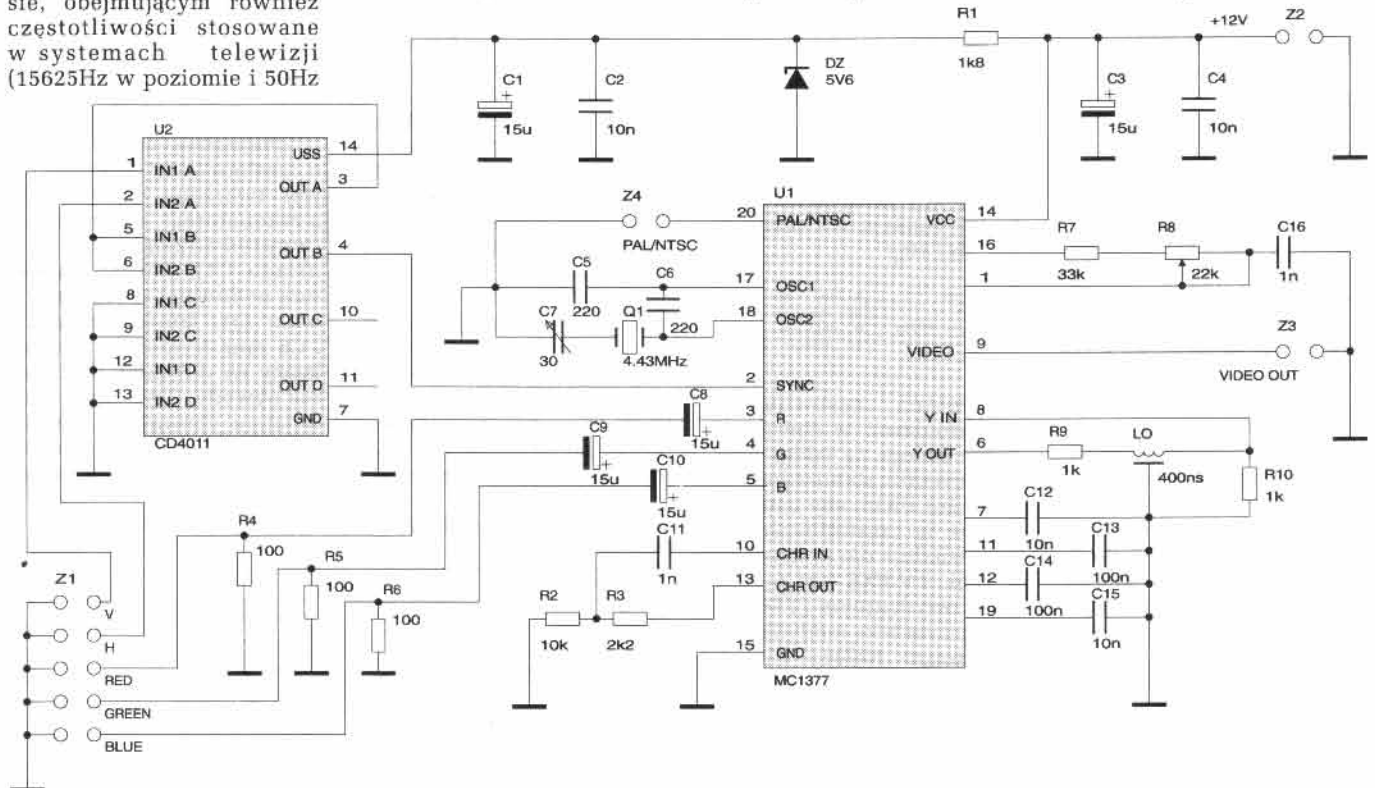 sie, obejmującym również
częstotliwości stosowane
w systemach telewizji
(15625Hz w poziomie i 50Hz
R1
1k8
+12V
Z2
DZ
5V6
C1
+
15u
C2
10n
C3
+
15u
C4
10n
U2
1 IN1 A
2 IN2 A
5 IN1 B
6 IN2 B
8 IN1 C
9 IN2 C
12 IN1 D
13 IN2 D
USS 14
OUT A 3
OUT B 4
OUT C 10
OUT D 11
GND 7
CD4011
Z4
PAL/NTSC
C5
220
C6
220
C7
30
Q1
4.43MHz
U1
20 PAL/NTSC
17 OSC1
18 OSC2
2 SYNC
3 R
4 G
5 B
10 CHR IN
13 CHR OUT
15 GND
VCC 14
16
1
VIDEO 9
Y IN 8
Y OUT 6
7
11
12
19
MC1377
R7
33k
R8
22k
C16
1n
Z3
VIDEO OUT
R9
1k
LO
400ns
R10
1k
C12
10n
C13
100n
C14
100n
C15
10n
C8
+
15u
C9
+
15u
C10
+
15u
C11
1n
R2
10k
R3
2k2
R4
100
R5
100
R6
100
Z1
V
H
RED
GREEN
BLUE